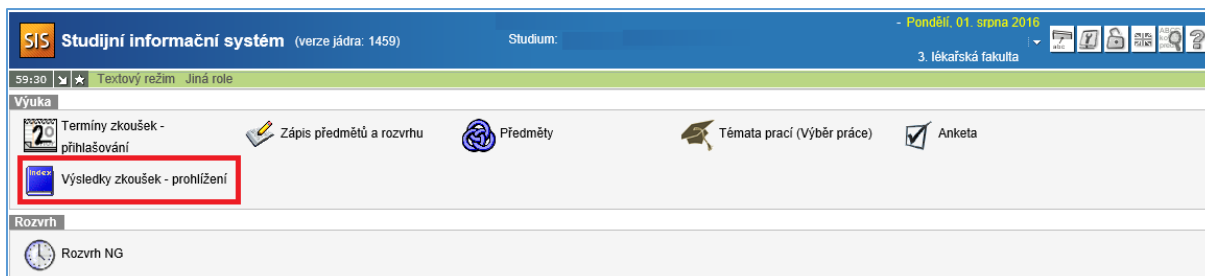 - Pondělí, 01. srpna 2016
SIS Studijní informační systém (verze jádra: 1459) Studium:
3. lékařská fakulta
59:30 Textový režim Jiná role
Výuka
Termíny zkoušek -
přihlašování
Zápis předmětů a rozvrhu
Předměty
Témata prací (Výběr práce)
Anketa
Index
Výsledky zkoušek - prohlížení
Rozvrh
Rozvrh NG